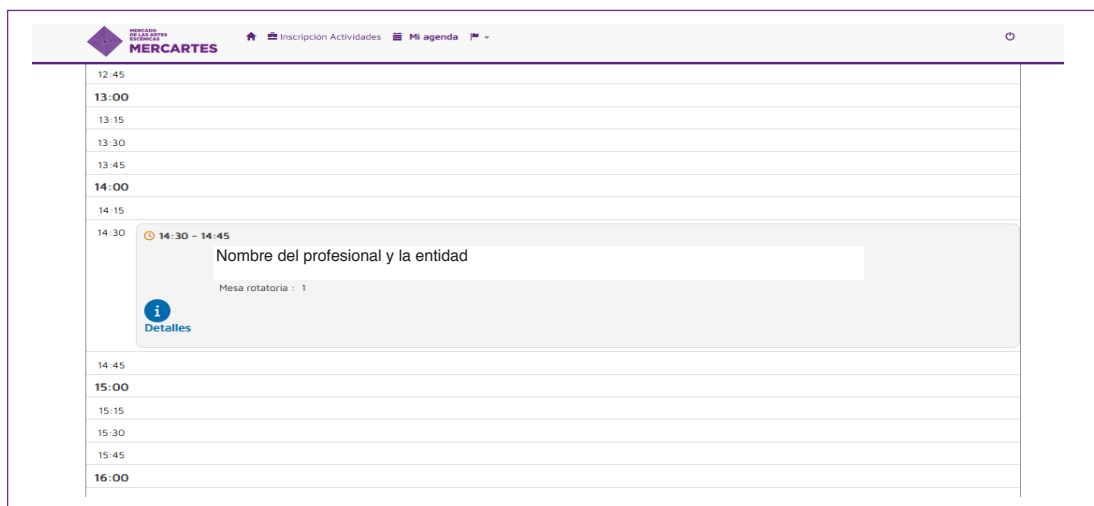 MERCADO
DE LAS ARTES
ESCÉNICAS
MERCARTES
Inscripción Actividades
Mi agenda
12:45
13:00
13:15
13:30
13:45
14:00
14:15
14:30
14:30 - 14:45
Nombre del profesional y la entidad
Mesa rotatoria : 1
Detalles
14:45
15:00
15:15
15:30
15:45
16:00